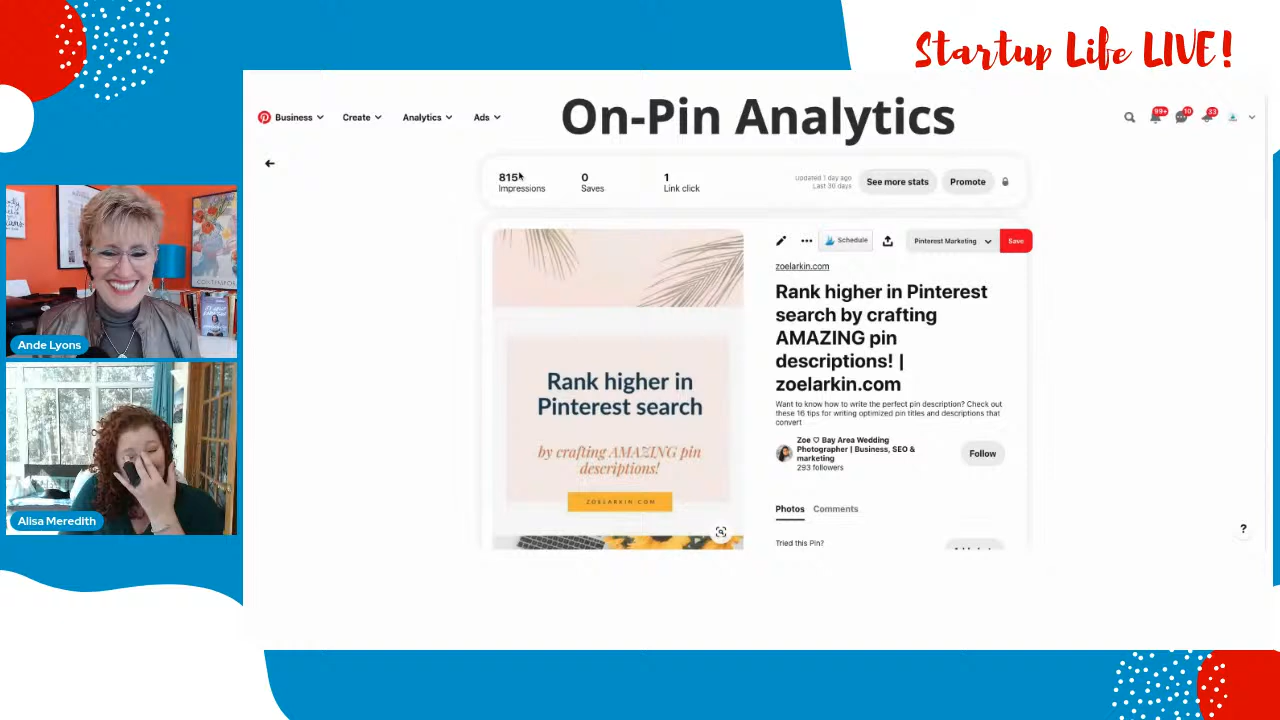 Startup Life LIVE!
Business
Create
Analytics
Ads
On-Pin Analytics
99+
10
33
815
Impressions
0
Saves
1
Link click
Updated 1 day ago
Last 30 days
See more stats
Promote
Schedule
Pinterest Marketing
Save
zoelarkin.com
Rank higher in Pinterest
search by crafting
AMAZING pin
descriptions! |
zoelarkin.com
Want to know how to write the perfect pin description? Check out
these 16 tips for writing optimized pin titles and descriptions that
convert
Zoe ♡ Bay Area Wedding
Photographer | Business, SEO &
marketing
293 followers
Follow
Photos
Comments
Tried this Pin?
Rank higher in
Pinterest search
by crafting AMAZING pin
descriptions!
ZOELARKIN.COM
?
Ande Lyons
Alisa Meredith
CONTEMPOR